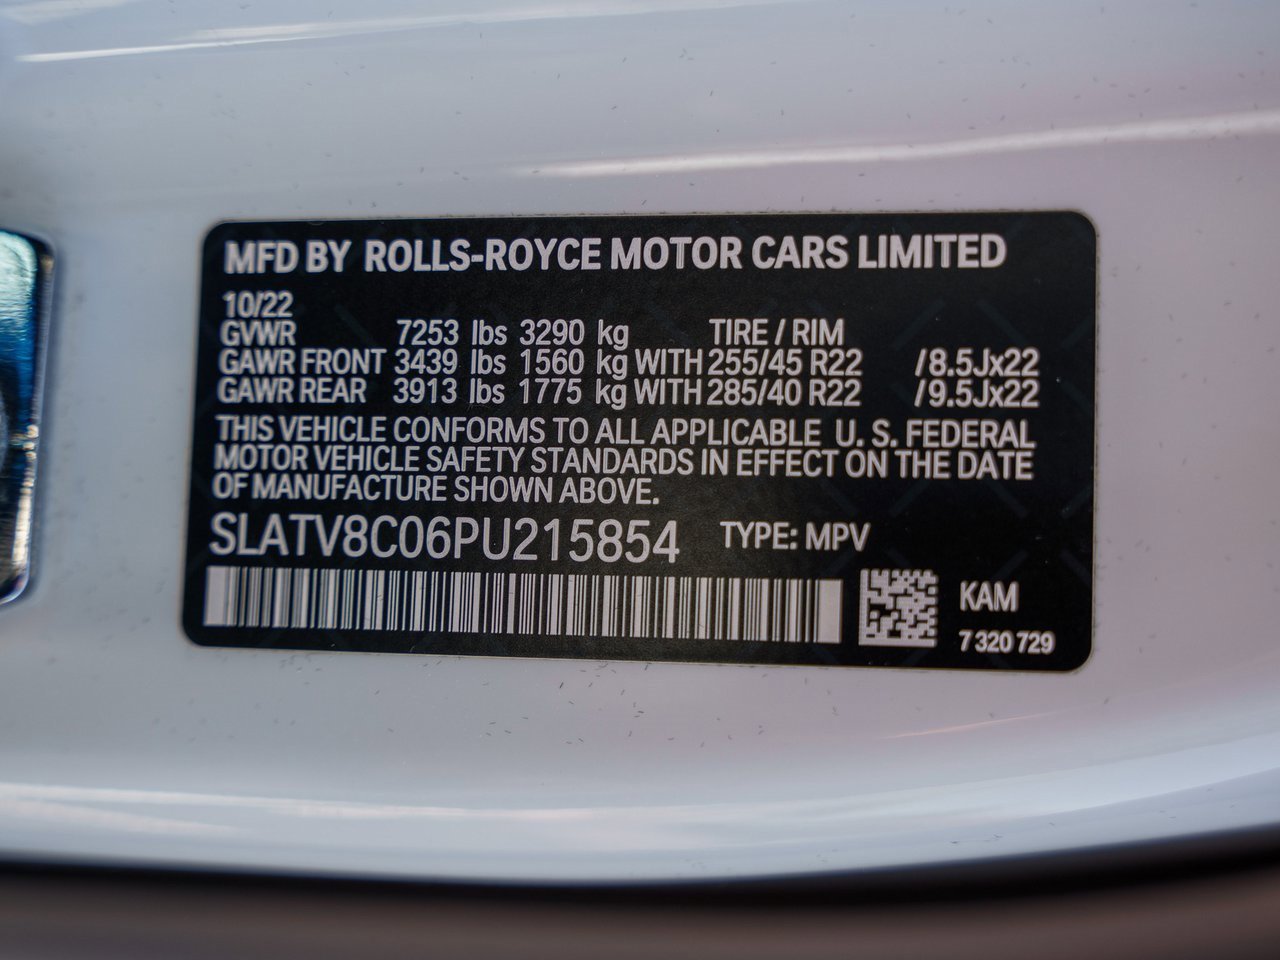 MFD BY ROLLS-ROYCE MOTOR CARS LIMITED
10/22
GVWR 7253 lbs 3290 kg TIRE / RIM
GAWR FRONT 3439 lbs 1560 kg WITH 255/45 R22 /8.5Jx22
GAWR REAR 3913 lbs 1775 kg WITH 285/40 R22 /9.5Jx22
THIS VEHICLE CONFORMS TO ALL APPLICABLE U. S. FEDERAL
MOTOR VEHICLE SAFETY STANDARDS IN EFFECT ON THE DATE
OF MANUFACTURE SHOWN ABOVE.
SLATV8C06PU215854 TYPE: MPV
KAM
7 320 729